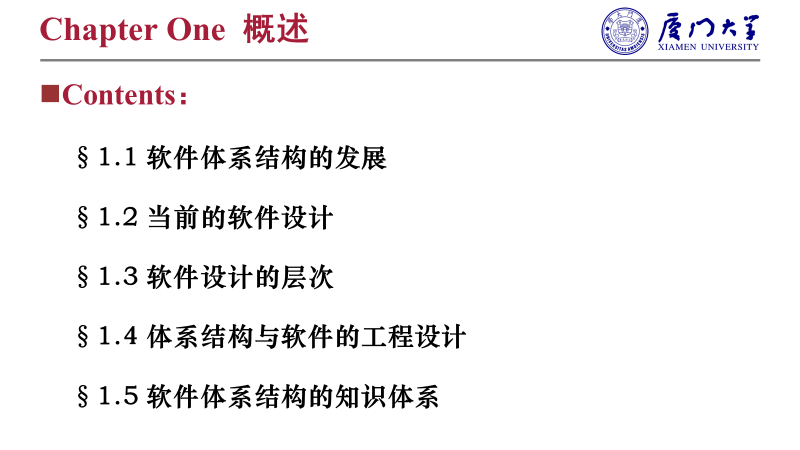 Chapter One 概述
厦门大学
XIAMEN UNIVERSITY
■Contents：
§1.1 软件体系结构的发展
§1.2 当前的软件设计
§1.3 软件设计的层次
§1.4 体系结构与软件的工程设计
§1.5 软件体系结构的知识体系